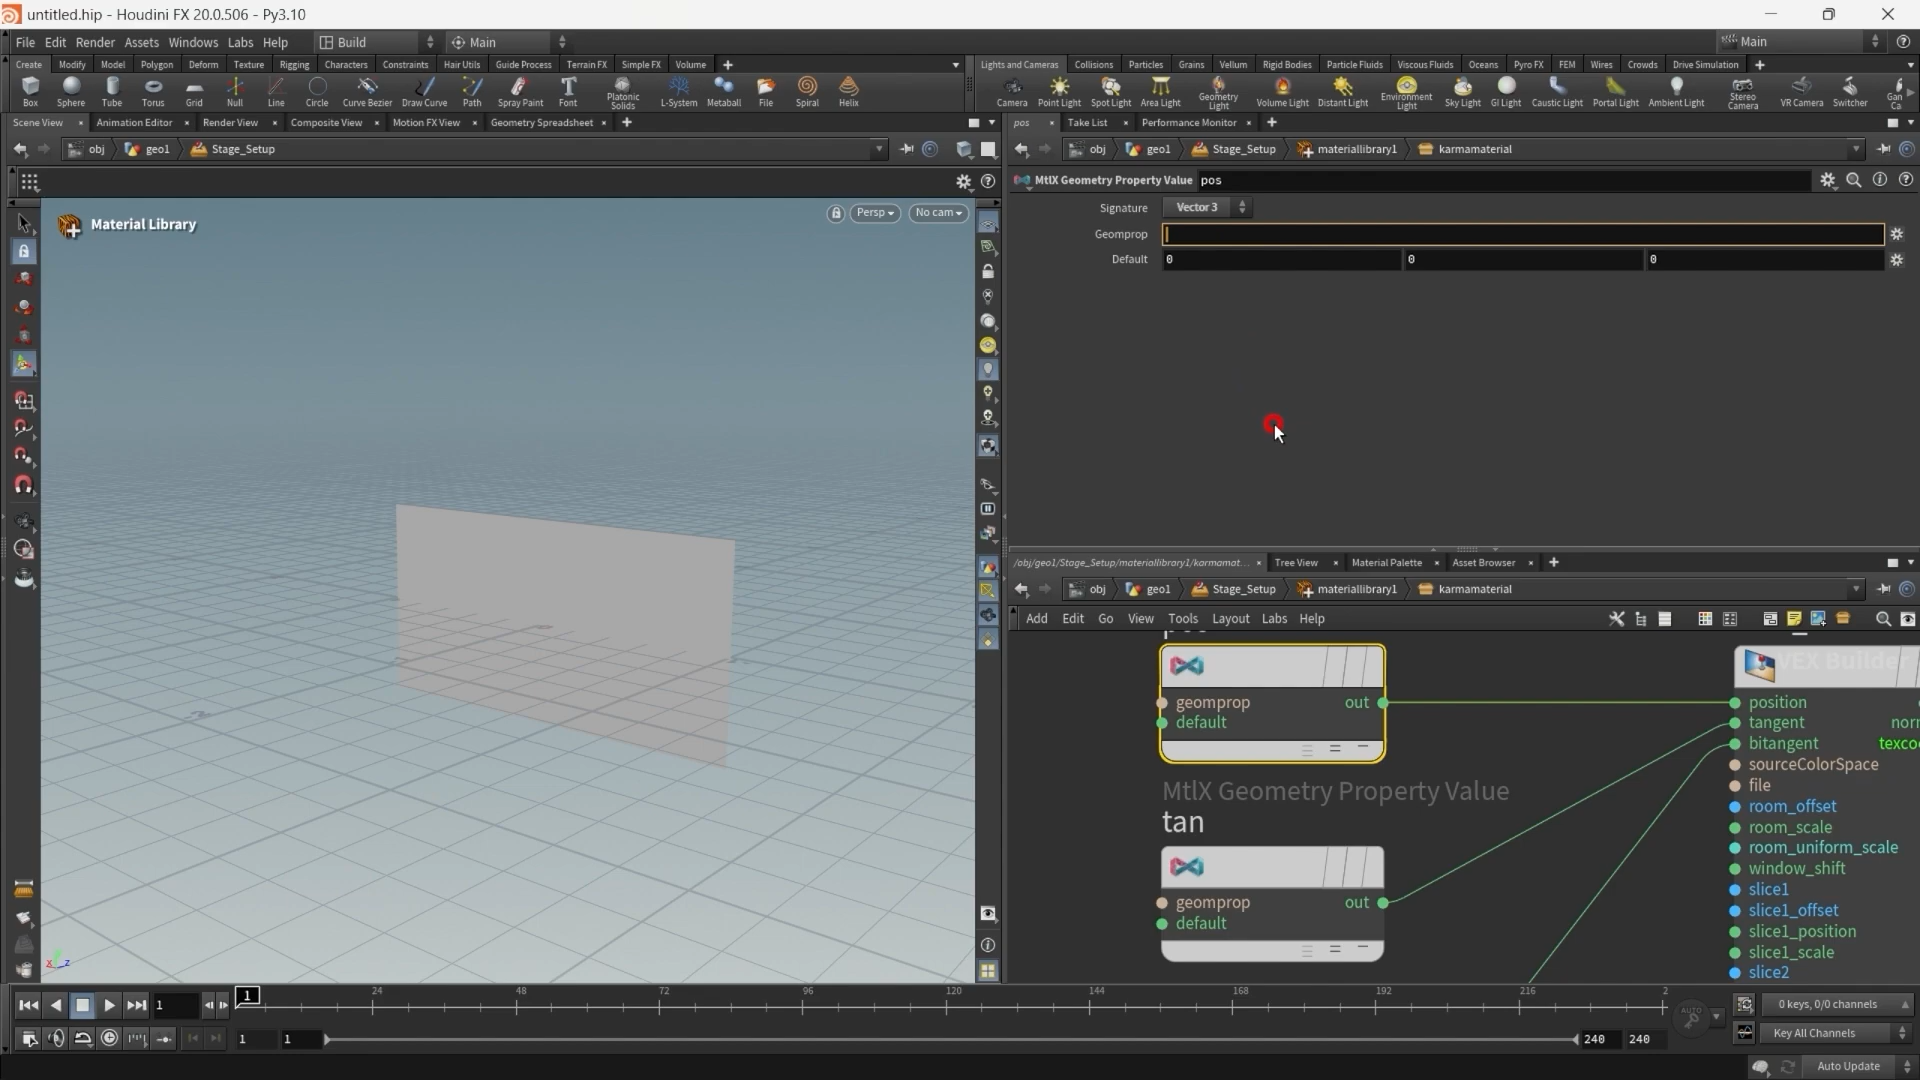 untitled.hip - Houdini FX 20.0.506 - Py3.10
File Edit Render Assets Windows Labs Help Build Main Main
Create Modify Model Polygon Deform Texture Rigging Characters Constraints Hair Utils Guide Process Terrain FX Simple FX Volume
Lights and Cameras Collisions Particles Grains Vellum Rigid Bodies Particle Fluids Viscous Fluids Oceans Pyro FX FEM Wires Crowds Drive Simulation
Box Sphere Tube Torus Grid Null Line Circle Curve Bezier Draw Curve Path Spray Paint Font Platonic Solids L-System Metaball File Spiral Helix
Camera Point Light Spot Light Area Light Geometry Light Volume Light Distant Light Environment Light Sky Light GI Light Caustic Light Portal Light Ambient Light Stereo Camera VR Camera Switcher Gan Ca
Scene View Animation Editor Render View Composite View Motion FX View Geometry Spreadsheet
pos Take List Performance Monitor
obj geo1 Stage_Setup
obj geo1 Stage_Setup materiallibrary1 karmamaterial
MtlX Geometry Property Value pos
Signature Vector 3
Geomprop
Default 0 0 0
Material Library
Persp No cam
/obj/geo1/Stage_Setup/materiallibrary1/karmamat... Tree View Material Palette Asset Browser
obj geo1 Stage_Setup materiallibrary1 karmamaterial
Add Edit Go View Tools Layout Labs Help
VEX Builder
geomprop out
default
MtlX Geometry Property Value
tan
geomprop out
default
position
tangent norr
bitangent texcoo
sourceColorSpace
file
room_offset
room_scale
room_uniform_scale
window_shift
slice1
slice1_offset
slice1_position
slice1_scale
slice2
x z
1 1 24 48 72 96 120 144 168 192 216 2
AUTO
0 keys, 0/0 channels
1 1 240 240
Key All Channels
Auto Update